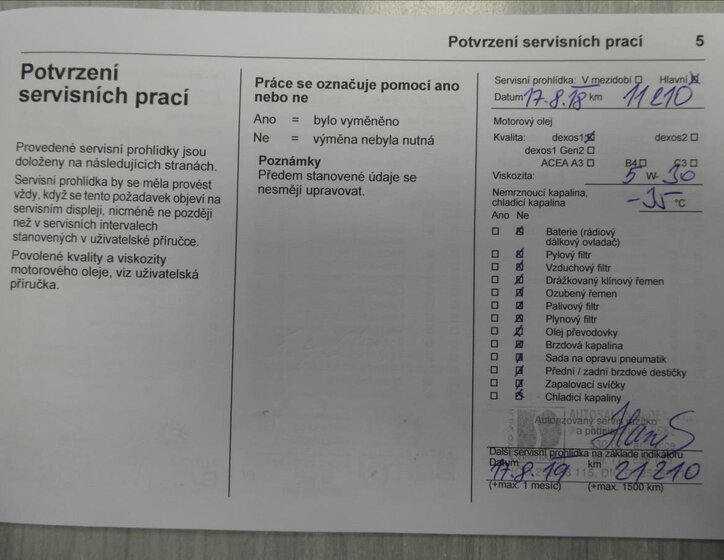 Potvrzení servisních prací 5
Potvrzení
servisních prací
Provedené servisní prohlídky jsou
doloženy na následujících stranách.
Servisní prohlídka by se měla provést
vždy, když se tento požadavek objeví na
servisním displeji, nicméně ne později
než v servisních intervalech
stanovených v uživatelské příručce.
Povolené kvality a viskozity
motorového oleje, viz uživatelská
příručka.
Práce se označuje pomocí ano
nebo ne
Ano = bylo vyměněno
Ne = výměna nebyla nutná
Poznámky
Předem stanovené údaje se
nesmějí upravovat.
Servisní prohlídka: V mezidobí ☐ Hlavní ☒
Datum 17.8.18 km 11210
Motorový olej
Kvalita: dexos1 ☒ dexos2 ☐
dexos1 Gen2 ☐
ACEA A3 ☐ B4 ☐ C3 ☐
Viskozita: 5 W- 30
Nemrznoucí kapalina,
chladicí kapalina -35 °C
Ano Ne
☐ ☒ Baterie (rádiový
dálkový ovladač)
☐ ☒ Pylový filtr
☐ ☒ Vzduchový filtr
☐ ☒ Drážkovaný klínový řemen
☐ ☒ Ozubený řemen
☐ ☒ Palivový filtr
☐ ☒ Plynový filtr
☐ ☒ Olej převodovky
☐ ☒ Brzdová kapalina
☐ ☒ Sada na opravu pneumatik
☐ ☒ Přední / zadní brzdové destičky
☐ ☒ Zapalovací svíčky
☐ ☒ Chladicí kapaliny
Autorizovaný servis razítko
a podpis
Další servisní prohlídka na základě indikátoru
Datum 17.8.19 km 21210
(+max. 1 měsíc) (+max. 1500 km)